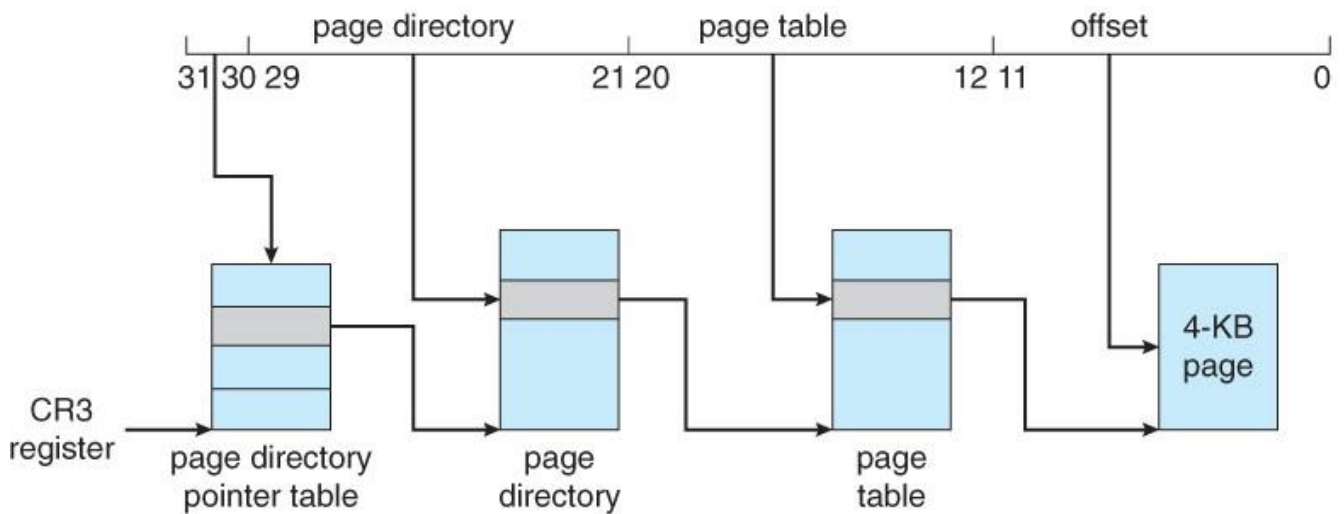 page directory page table offset
31 30 29 21 20 12 11 0
4-KB
page
CR3
register
page directory
pointer table
page
directory
page
table